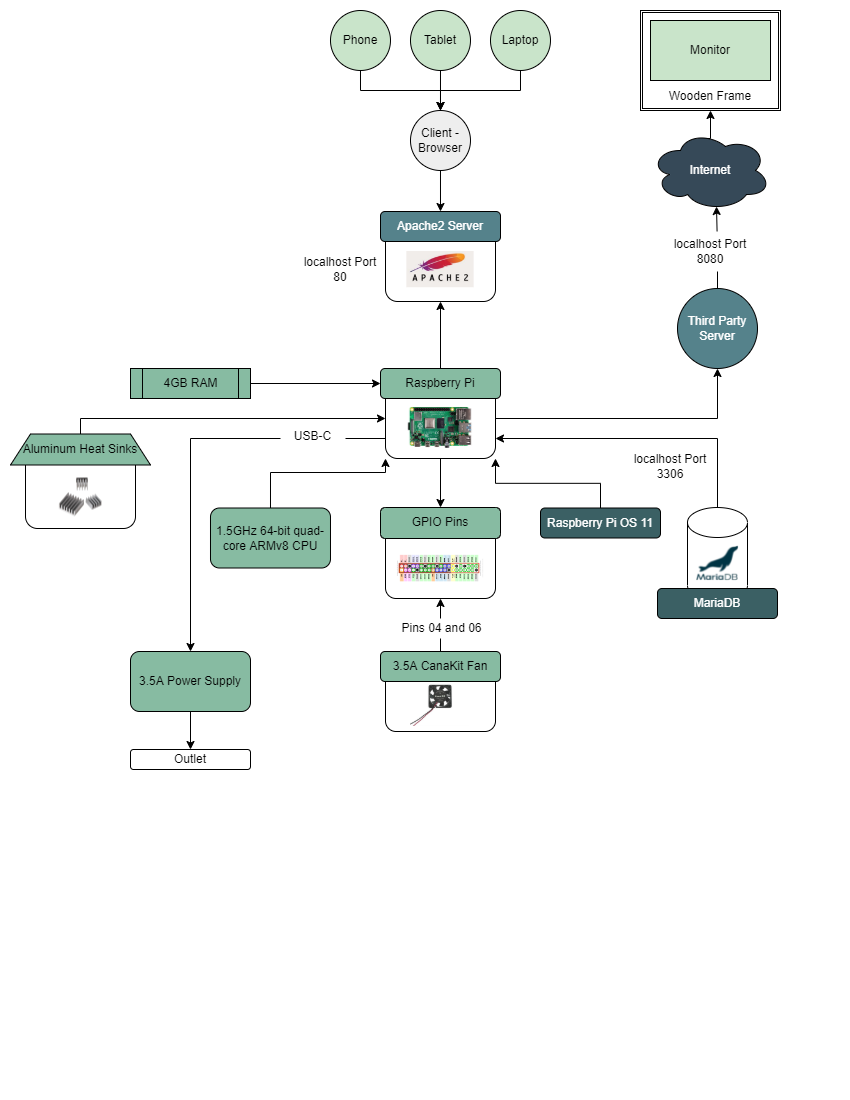 Phone
Tablet
Laptop
Monitor
Wooden Frame
Client -
Browser
Internet
Apache2 Server
localhost Port
80
APACHE2
localhost Port
8080
Third Party
Server
4GB RAM
Raspberry Pi
USB-C
Aluminum Heat Sinks
localhost Port
3306
1.5GHz 64-bit quad-
core ARMv8 CPU
GPIO Pins
Raspberry Pi OS 11
MariaDB
MariaDB
Pins 04 and 06
3.5A Power Supply
3.5A CanaKit Fan
Outlet